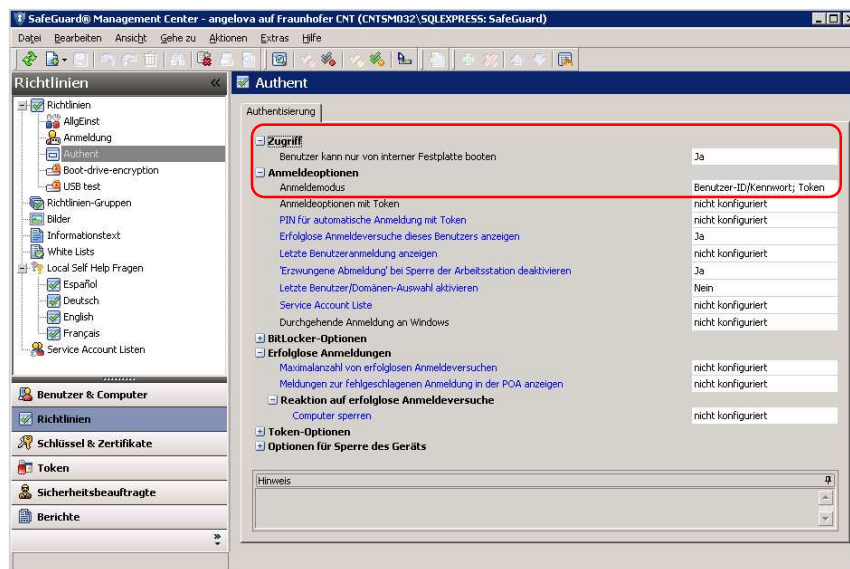 SafeGuard® Management Center - angelova auf Fraunhofer CNT (CNTSM032\SQLEXPRESS: SafeGuard)
Datei Bearbeiten Ansicht Gehe zu Aktionen Extras Hilfe
Richtlinien
Richtlinien
AllgEinst
Anmeldung
Authent
Boot-drive-encryption
USB test
Richtlinien-Gruppen
Bilder
Informationstext
White Lists
Local Self Help Fragen
Español
Deutsch
English
Français
Service Account Listen
Benutzer & Computer
Richtlinien
Schlüssel & Zertifikate
Token
Sicherheitsbeauftragte
Berichte
Authent
Authentisierung
Zugriff
Benutzer kann nur von interner Festplatte booten Ja
Anmeldeoptionen
Anmeldemodus Benutzer-ID/Kennwort; Token
Anmeldeoptionen mit Token nicht konfiguriert
PIN für automatische Anmeldung mit Token nicht konfiguriert
Erfolglose Anmeldeversuche dieses Benutzers anzeigen Ja
Letzte Benutzeranmeldung anzeigen nicht konfiguriert
'Erzwungene Abmeldung' bei Sperre der Arbeitsstation deaktivieren Ja
Letzte Benutzer/Domänen-Auswahl aktivieren Nein
Service Account Liste nicht konfiguriert
Durchgehende Anmeldung an Windows nicht konfiguriert
BitLocker-Optionen
Erfolglose Anmeldungen
Maximalanzahl von erfolglosen Anmeldeversuchen nicht konfiguriert
Meldungen zur fehlgeschlagenen Anmeldung in der POA anzeigen nicht konfiguriert
Reaktion auf erfolglose Anmeldeversuche
Computer sperren nicht konfiguriert
Token-Optionen
Optionen für Sperre des Geräts
Hinweis